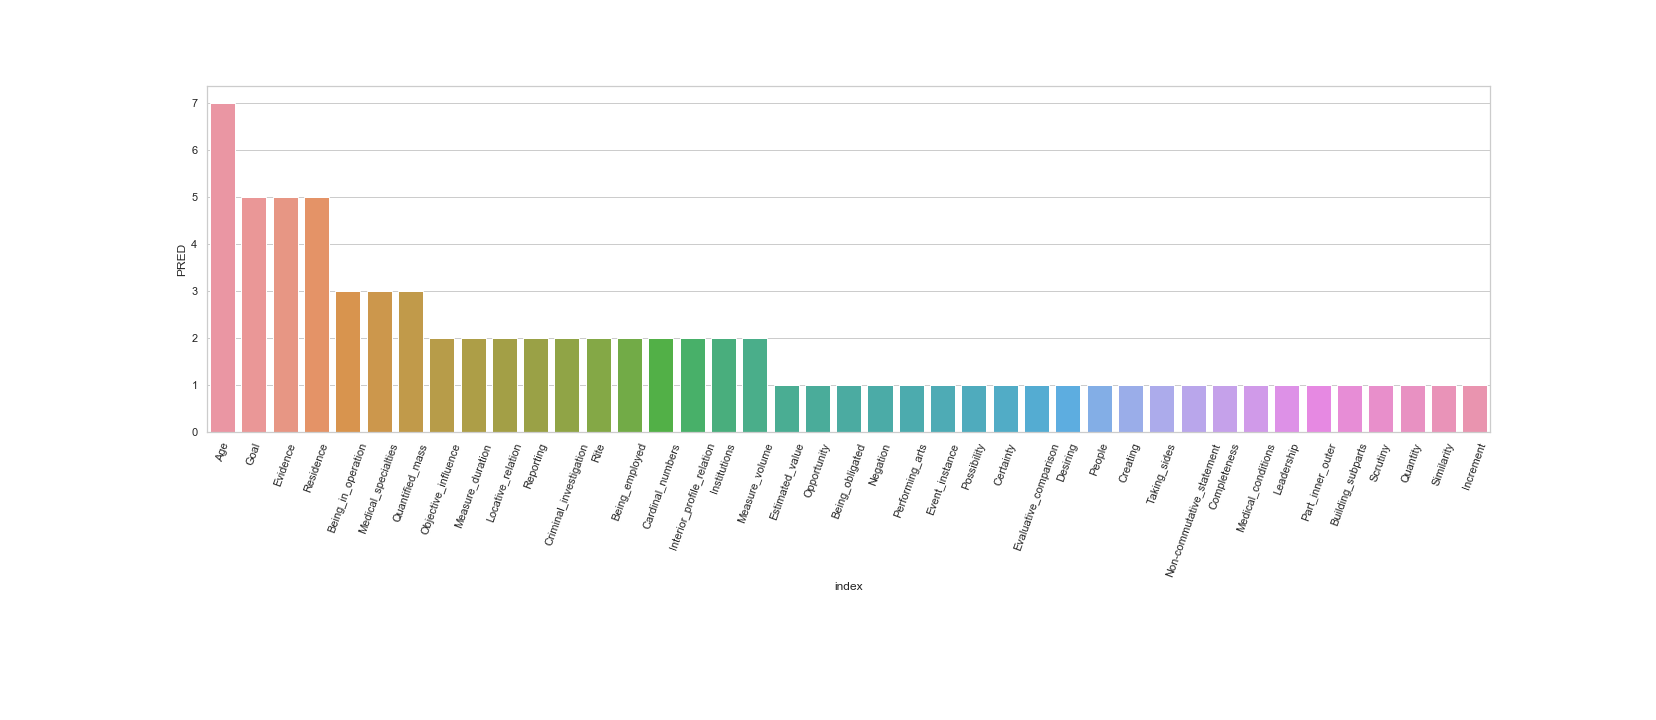 7
6
5
4
3
2
1
0
PRED
Age
Goal
Evidence
Residence
Being_in_operation
Medical_specialties
Quantified_mass
Objective_influence
Measure_duration
Locative_relation
Reporting
Criminal_investigation
Rite
Being_employed
Cardinal_numbers
Interior_profile_relation
Institutions
Measure_volume
Estimated_value
Opportunity
Being_obligated
Negation
Performing_arts
Event_instance
Possibility
Certainty
Evaluative_comparison
Desiring
People
Creating
Taking_sides
Non-commutative_statement
Completeness
Medical_conditions
Leadership
Part_inner_outer
Building_subparts
Scrutiny
Quantity
Similarity
Increment
index